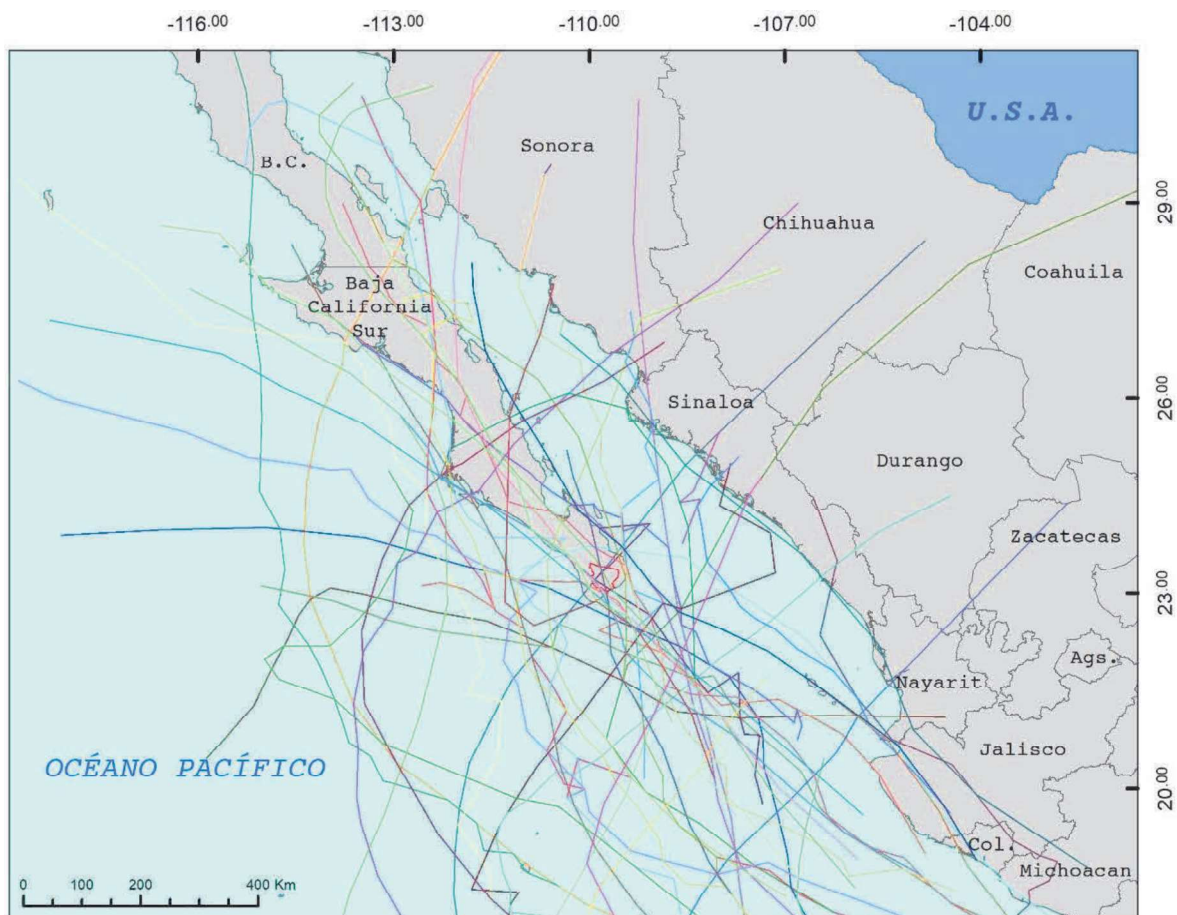 -116.00 -113.00 -110.00 -107.00 -104.00
U.S.A.
Sonora
B.C.
29.00
Chihuahua
Coahuila
Baja
California
Sur
26.00
Sinaloa
Durango
Zacatecas
23.00
Ags.
Nayarit
Jalisco
OCÉANO PACÍFICO
20.00
Col.
Michoacan
0 100 200 400 Km